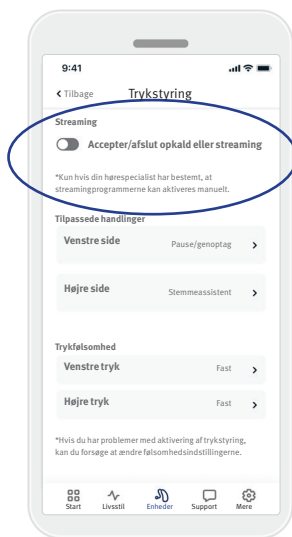 9:41
Tilbage Trykstyring
Streaming
Accepter/afslut opkald eller streaming
*Kun hvis din hørespecialist har bestemt, at
streamingprogrammerne kan aktiveres manuelt.
Tilpassede handlinger
Venstre side Pause/genoptag
Højre side Stemmeassistent
Trykfølsomhed
Venstre tryk Fast
Højre tryk Fast
*Hvis du har problemer med aktivering af trykstyring,
kan du forsøge at ændre følsomhedsindstillingerne.
Start Livsstil Enheder Support Mere